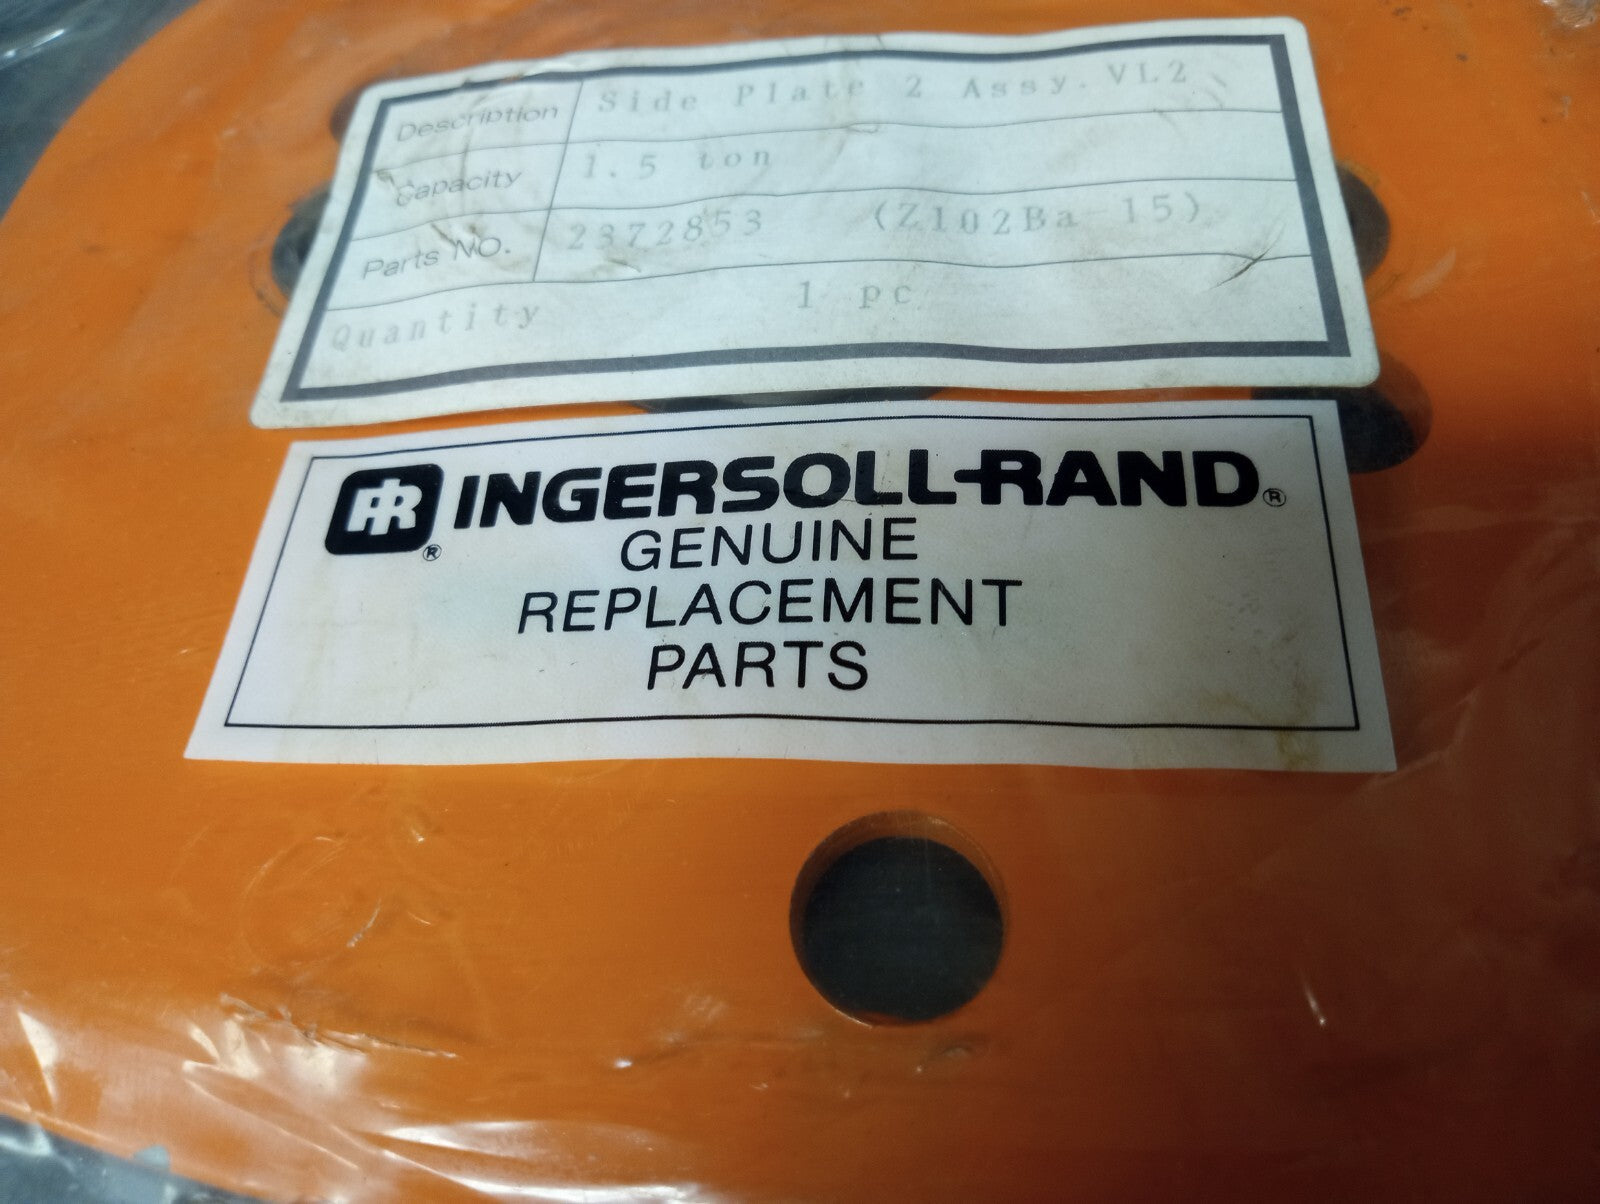 Description Side Plate 2 Assy. VL2
Capacity 1.5 ton
Parts NO. 2372853 (Z102Ba-15)
Quantity 1 pc
IR® INGERSOLL-RAND®
GENUINE
REPLACEMENT
PARTS